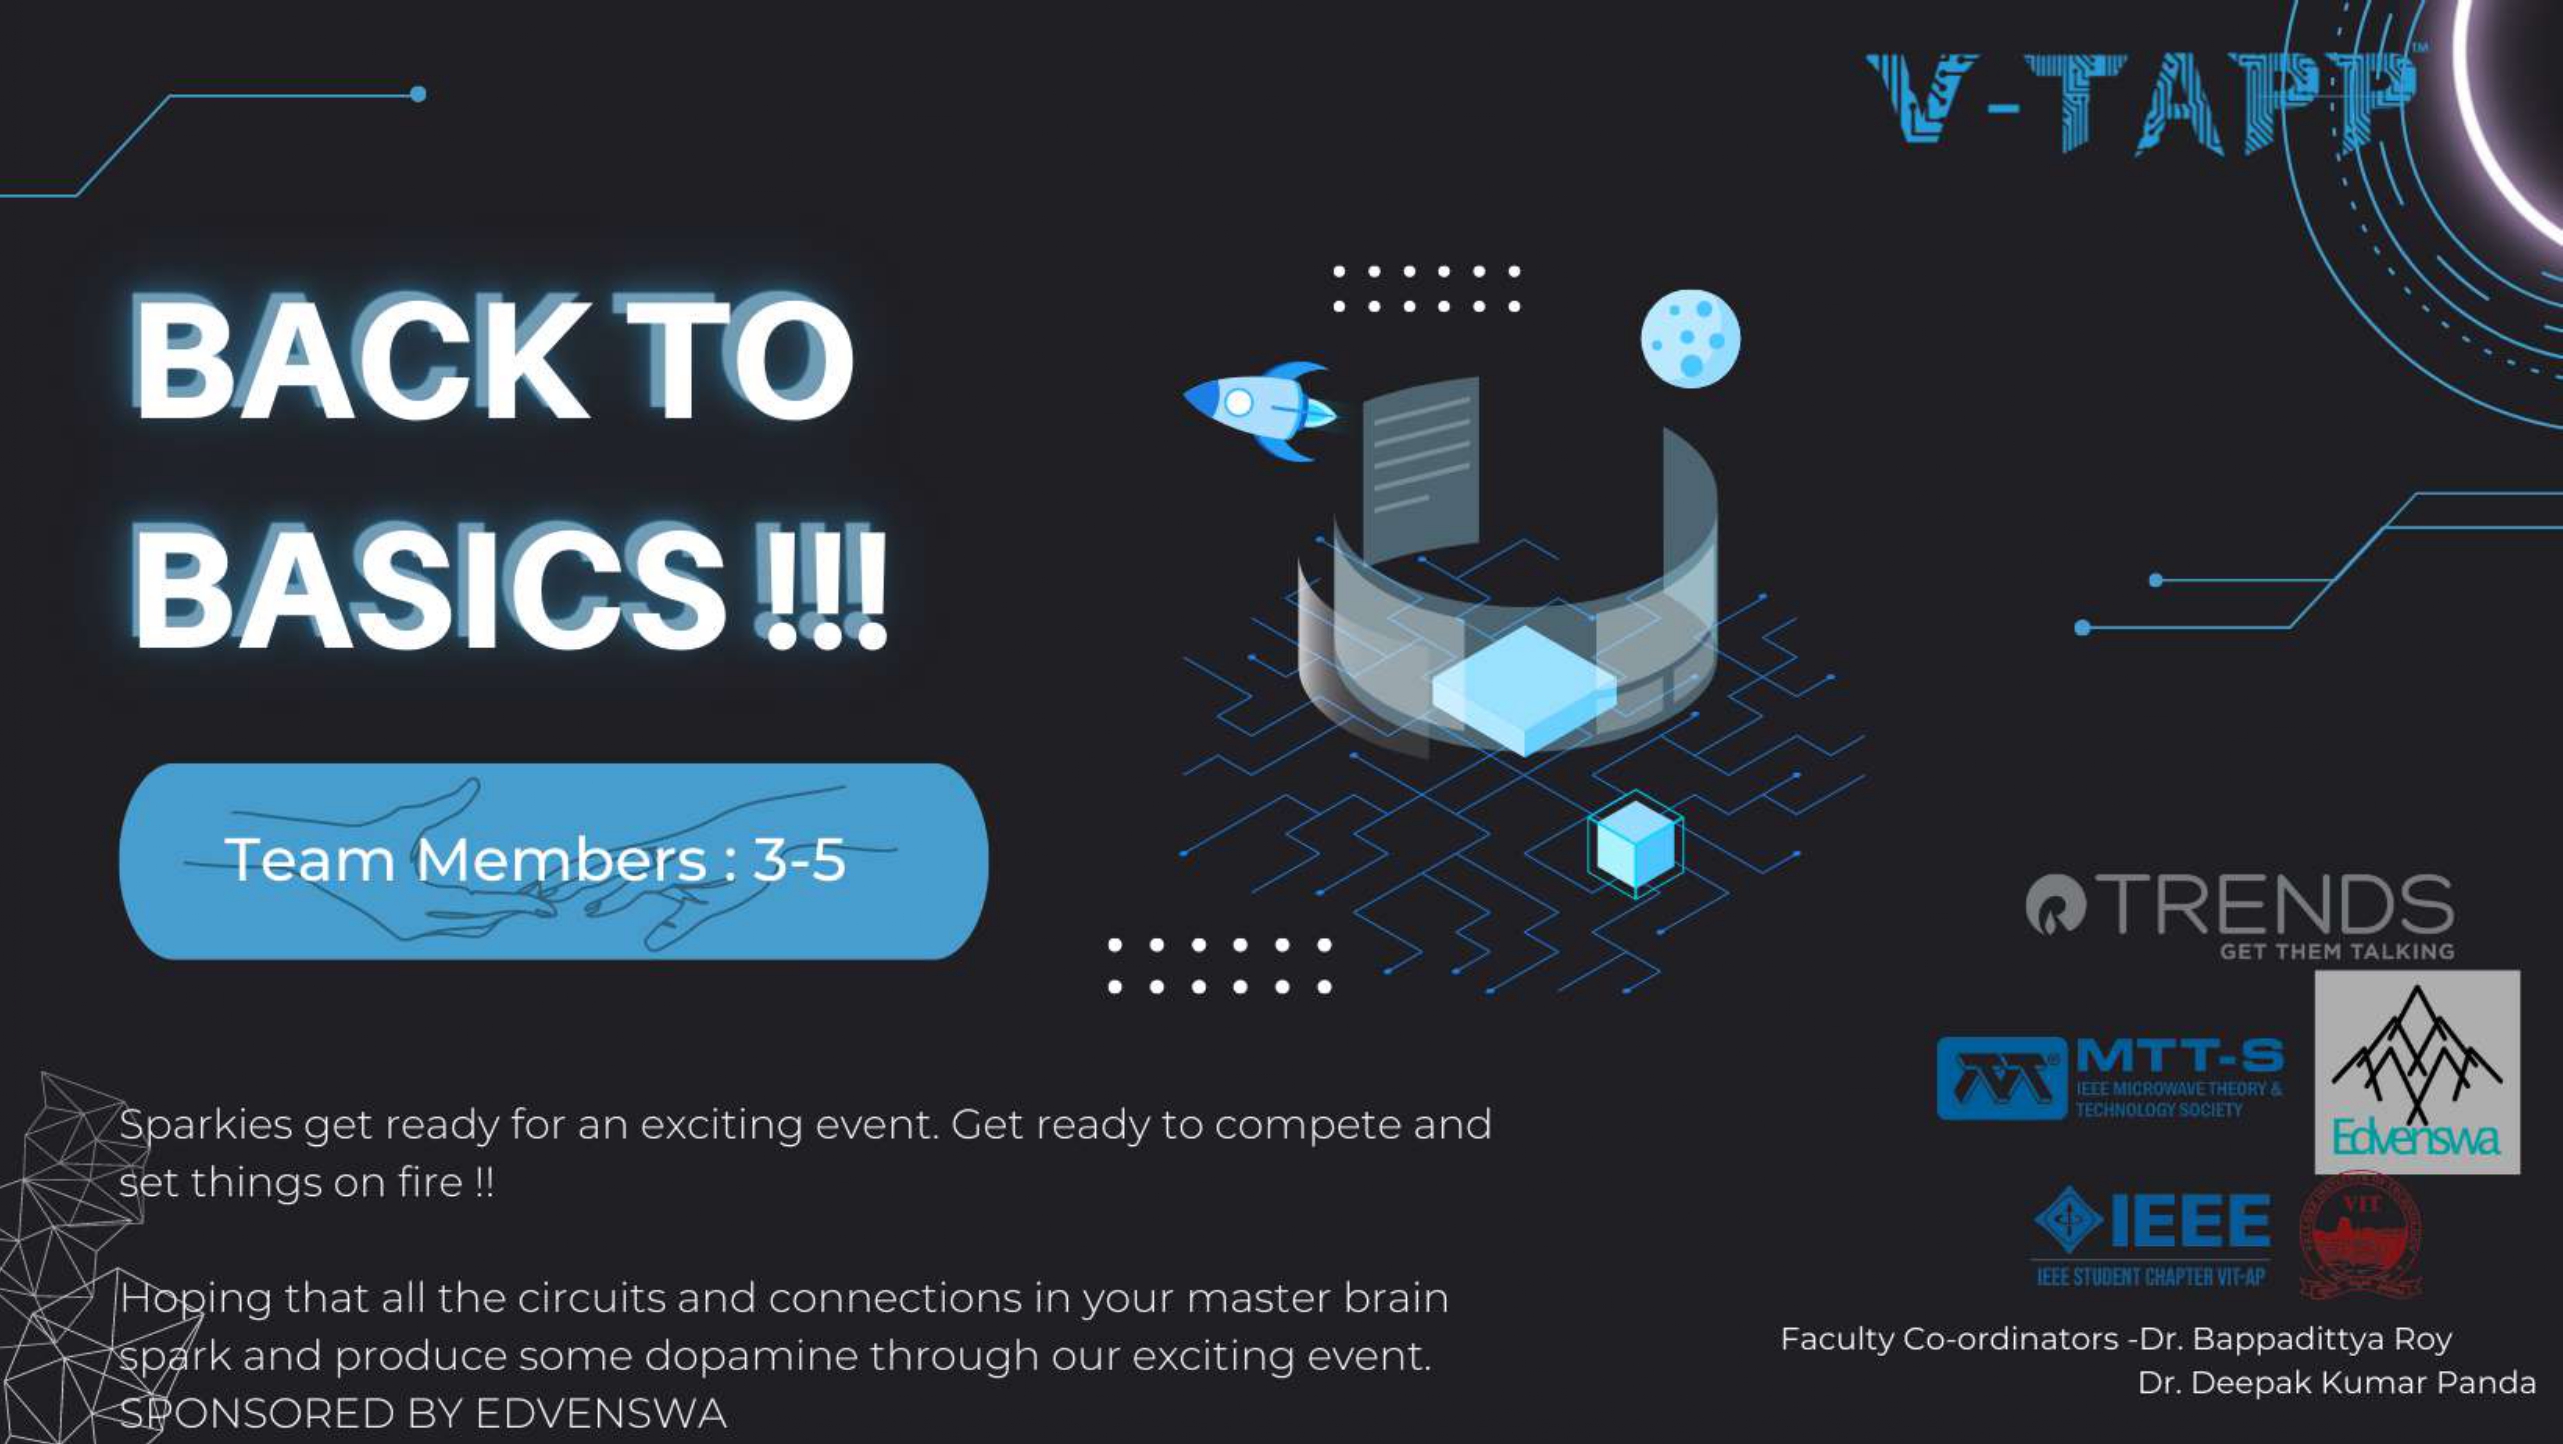 V-TAPP™
BACK TO
BASICS !!!
Team Members : 3-5
TRENDS
GET THEM TALKING
MTT-S
IEEE MICROWAVE THEORY &
TECHNOLOGY SOCIETY
Edvenswa
IEEE
IEEE STUDENT CHAPTER VIT-AP
VIT
Sparkies get ready for an exciting event. Get ready to compete and
set things on fire !!
Hoping that all the circuits and connections in your master brain
spark and produce some dopamine through our exciting event.
SPONSORED BY EDVENSWA
Faculty Co-ordinators -Dr. Bappadittya Roy
Dr. Deepak Kumar Panda